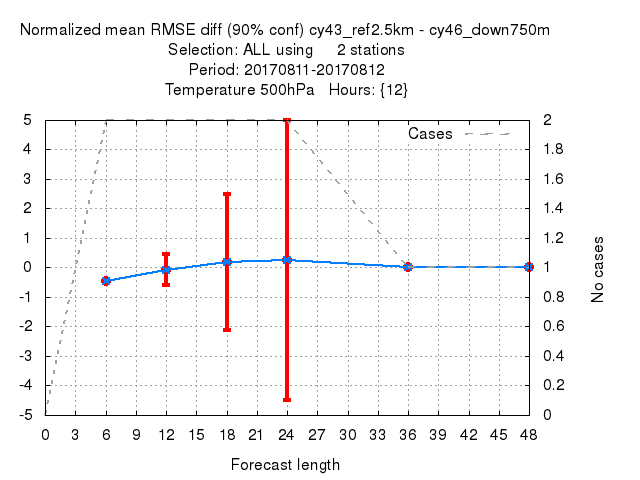 Normalized mean RMSE diff (90% conf) cy43_ref2.5km - cy46_down750m
Selection: ALL using 2 stations
Period: 20170811-20170812
Temperature 500hPa Hours: {12}
Cases
5
4
3
2
1
0
-1
-2
-3
-4
-5
2
1.8
1.6
1.4
1.2
1
0.8
0.6
0.4
0.2
0
No cases
0 3 6 9 12 15 18 21 24 27 30 33 36 39 42 45 48
Forecast length